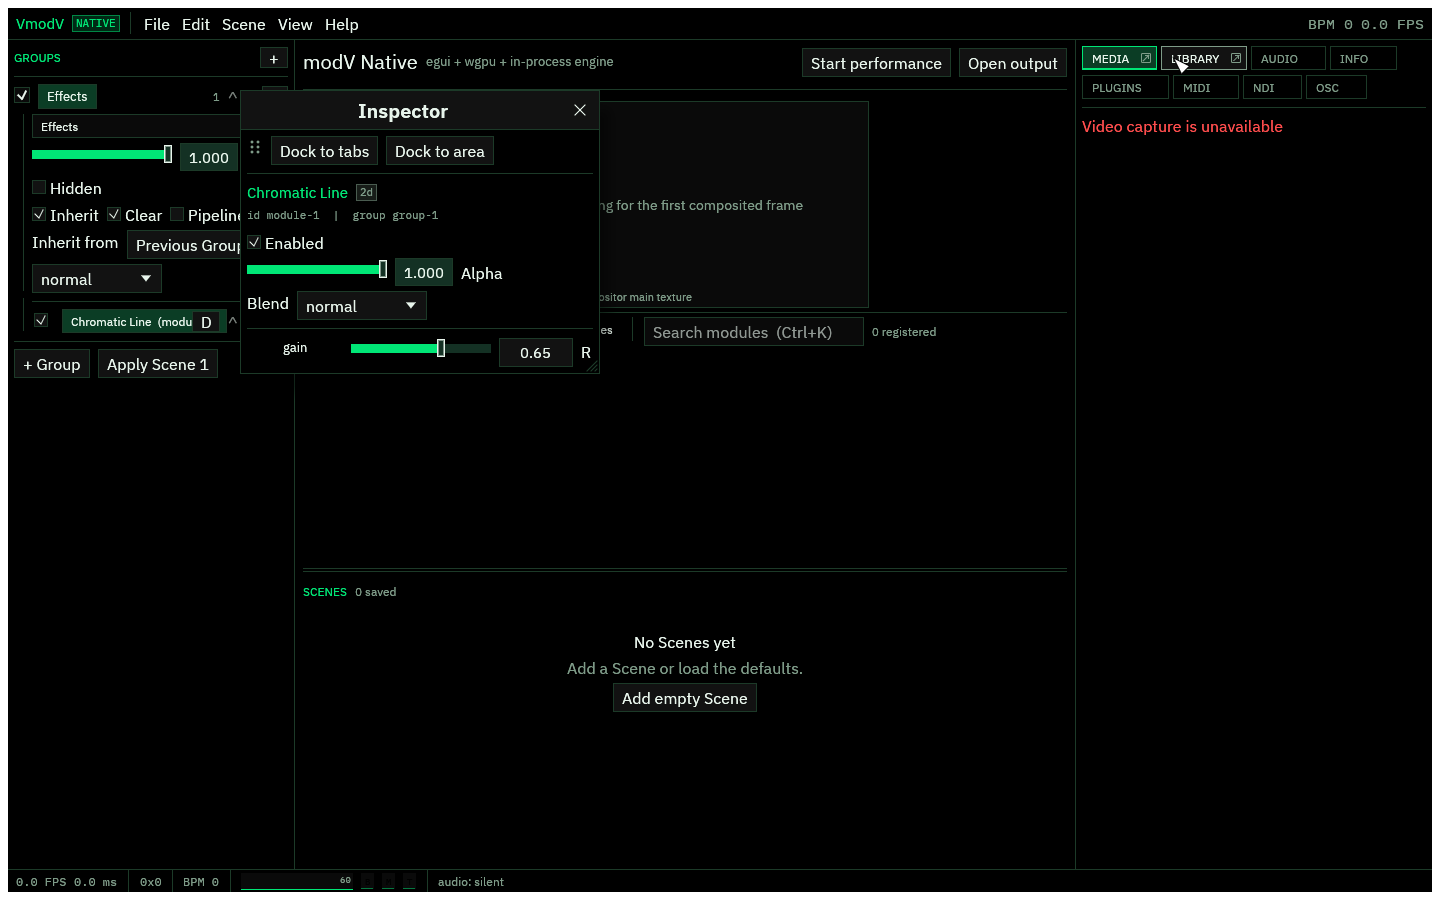 VmodV NATIVE File Edit Scene View Help BPM 0 0.0 FPS
GROUPS +
Effects 1 ^
Effects
1.000
Hidden
Inherit Clear Pipeline
Inherit from Previous Group
normal
Chromatic Line (modu D ^
+ Group Apply Scene 1
modV Native egui + wgpu + in-process engine Start performance Open output
Inspector
Dock to tabs Dock to area
Chromatic Line 2d
id module-1 | group group-1
Enabled
1.000 Alpha
Blend normal
gain 0.65 R
for the first composited frame
main texture
Search modules (Ctrl+K) 0 registered
SCENES 0 saved
No Scenes yet
Add a Scene or load the defaults.
Add empty Scene
MEDIA LIBRARY AUDIO INFO
PLUGINS MIDI NDI OSC
Video capture is unavailable
0.0 FPS 0.0 ms 0x0 BPM 0 60 audio: silent